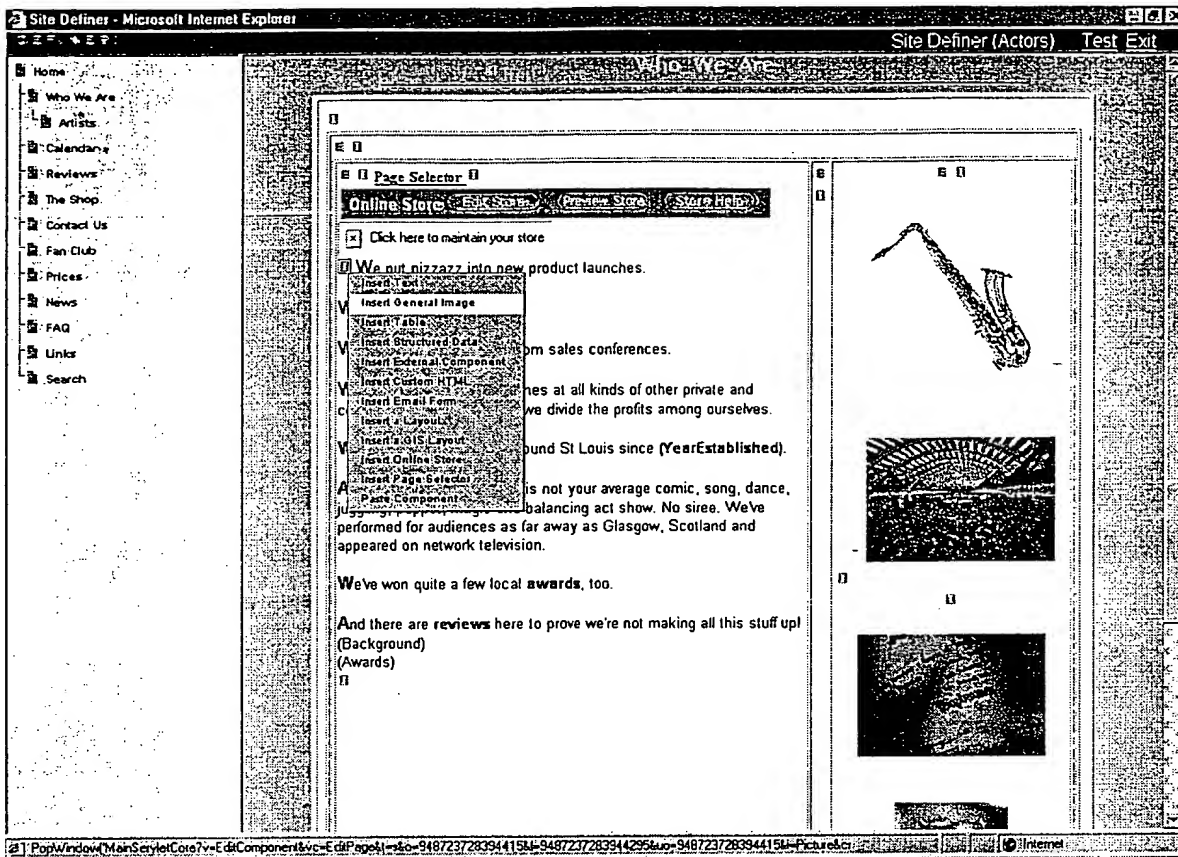 Site Definer - Microsoft Internet Explorer
Site Definer (Actors) Test Exit
Home
Who We Are
Artists
Calendar
Reviews
The Shop
Contact Us
Fan Club
Prices
News
FAQ
Links
Search
Who We Are
E I
E I Page Selector I
Online Store Edit Store Preview Store Store Help
Click here to maintain your store
We put pizzazz into new product launches.
Insert Text
Insert General Image
Insert Table
Insert Structured Data
Insert External Component
Insert Custom HTML
Insert Email Form
Insert a Layout
Insert a GIS Layout
Insert Online Store
Insert Page Selector
Paste Component
om sales conferences.
hes at all kinds of other private and
we divide the profits among ourselves.
ound St Louis since (YearEstablished).
is not your average comic, song, dance,
balancing act show. No siree. We've
performed for audiences as far away as Glasgow, Scotland and
appeared on network television.
We've won quite a few local awards, too.
And there are reviews here to prove we're not making all this stuff up!
(Background)
(Awards)
E I
PopWindow('MainServletCore?v=EditComponent&vc=EditPage
Internet